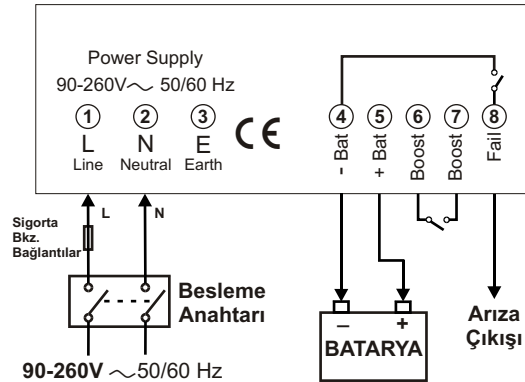 Power Supply
90-260V ~ 50/60 Hz
1 2 3 4 5 6 7 8
L N E CE
Line Neutral Earth
- Bat
+ Bat
Boost
Boost
Fail
L N
Sigorta
Bkz.
Bağlantılar
Besleme
Anahtarı
90-260V ~ 50/60 Hz
– +
BATARYA
Arıza
Çıkışı